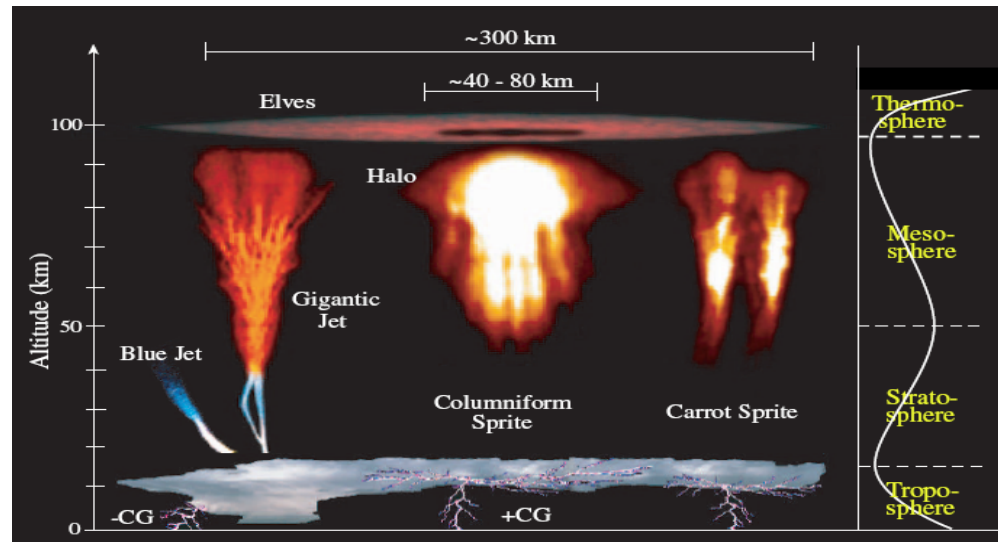 ~300 km
~40 - 80 km
Elves
100
Halo
Gigantic
Jet
Altitude (km)
50
Blue Jet
Columniform
Sprite
Carrot Sprite
-CG
+CG
0
Thermo-
sphere
Meso-
sphere
Strato-
sphere
Tropo-
sphere